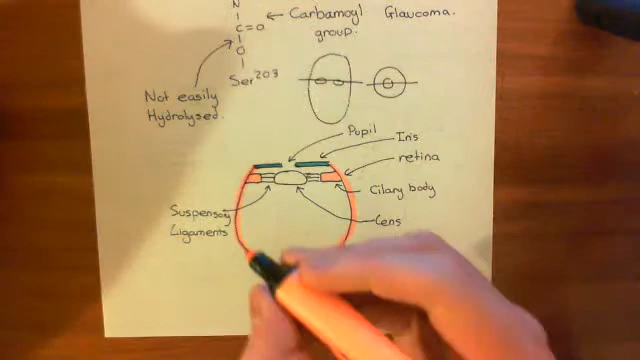 N
C=O ← Carbamoyl group.
Glaucoma.
O
Ser203
Not easily
Hydrolysed.
Pupil
Iris
retina
Cilary body
Suspensory
Ligaments
Lens